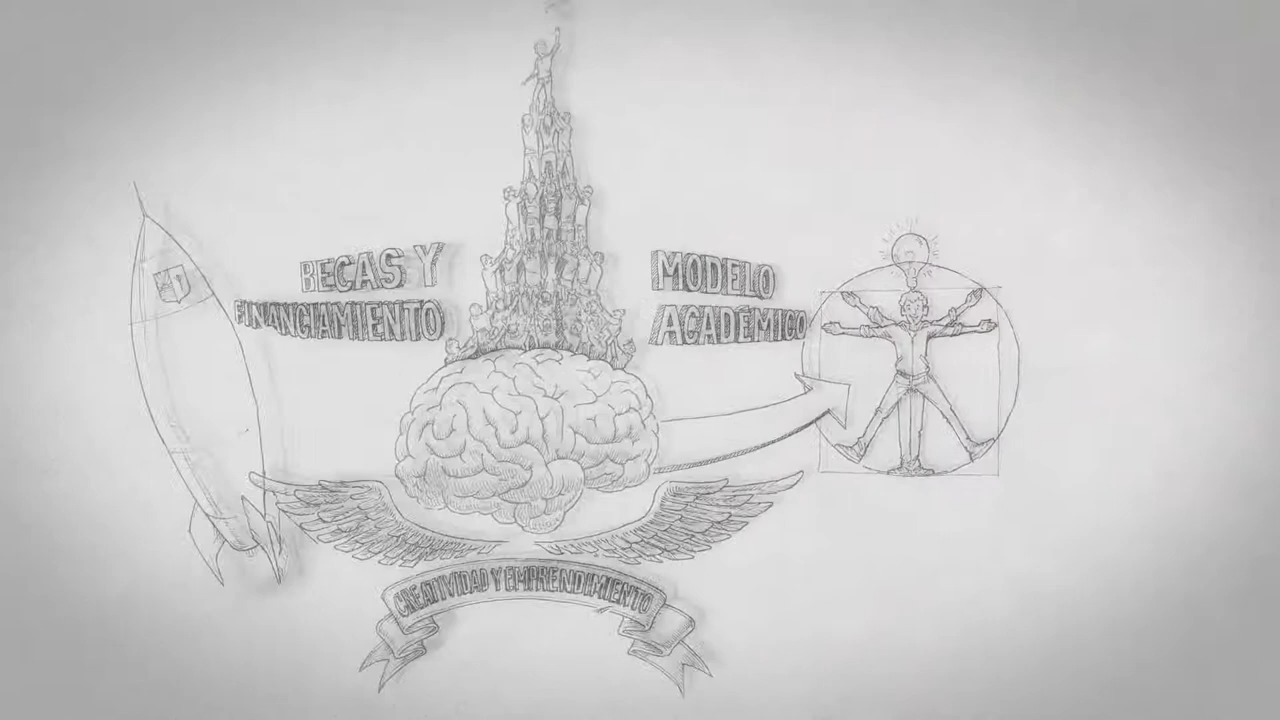 BECAS Y
FINANCIAMIENTO
MODELO
ACADÉMICO
CREATIVIDAD Y EMPRENDIMIENTO